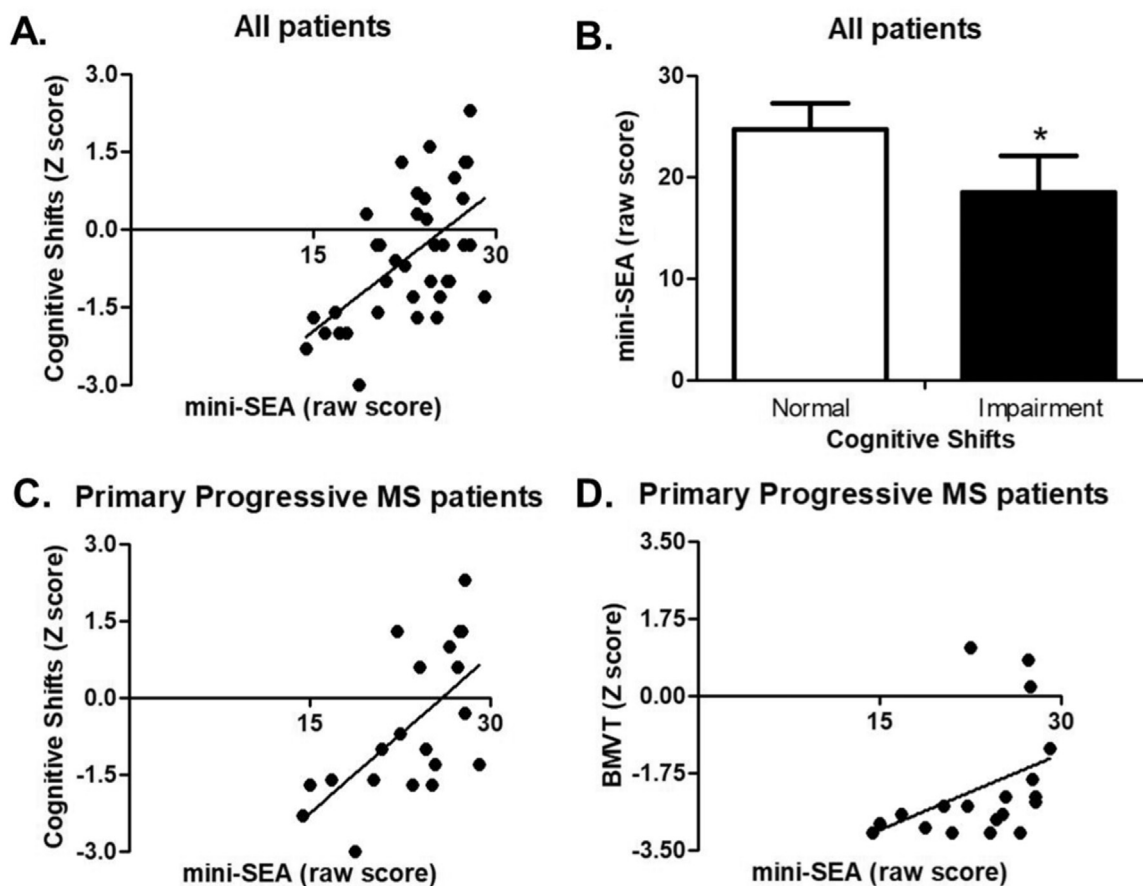 A.
All patients
Cognitive Shifts (Z score)
3.0
1.5
0.0
-1.5
-3.0
15
30
mini-SEA (raw score)
B.
All patients
mini-SEA (raw score)
30
20
10
0
*
Normal
Impairment
Cognitive Shifts
C.
Primary Progressive MS patients
Cognitive Shifts (Z score)
3.0
1.5
0.0
-1.5
-3.0
15
30
mini-SEA (raw score)
D.
Primary Progressive MS patients
BMVT (Z score)
3.50
1.75
0.00
-1.75
-3.50
15
30
mini-SEA (raw score)